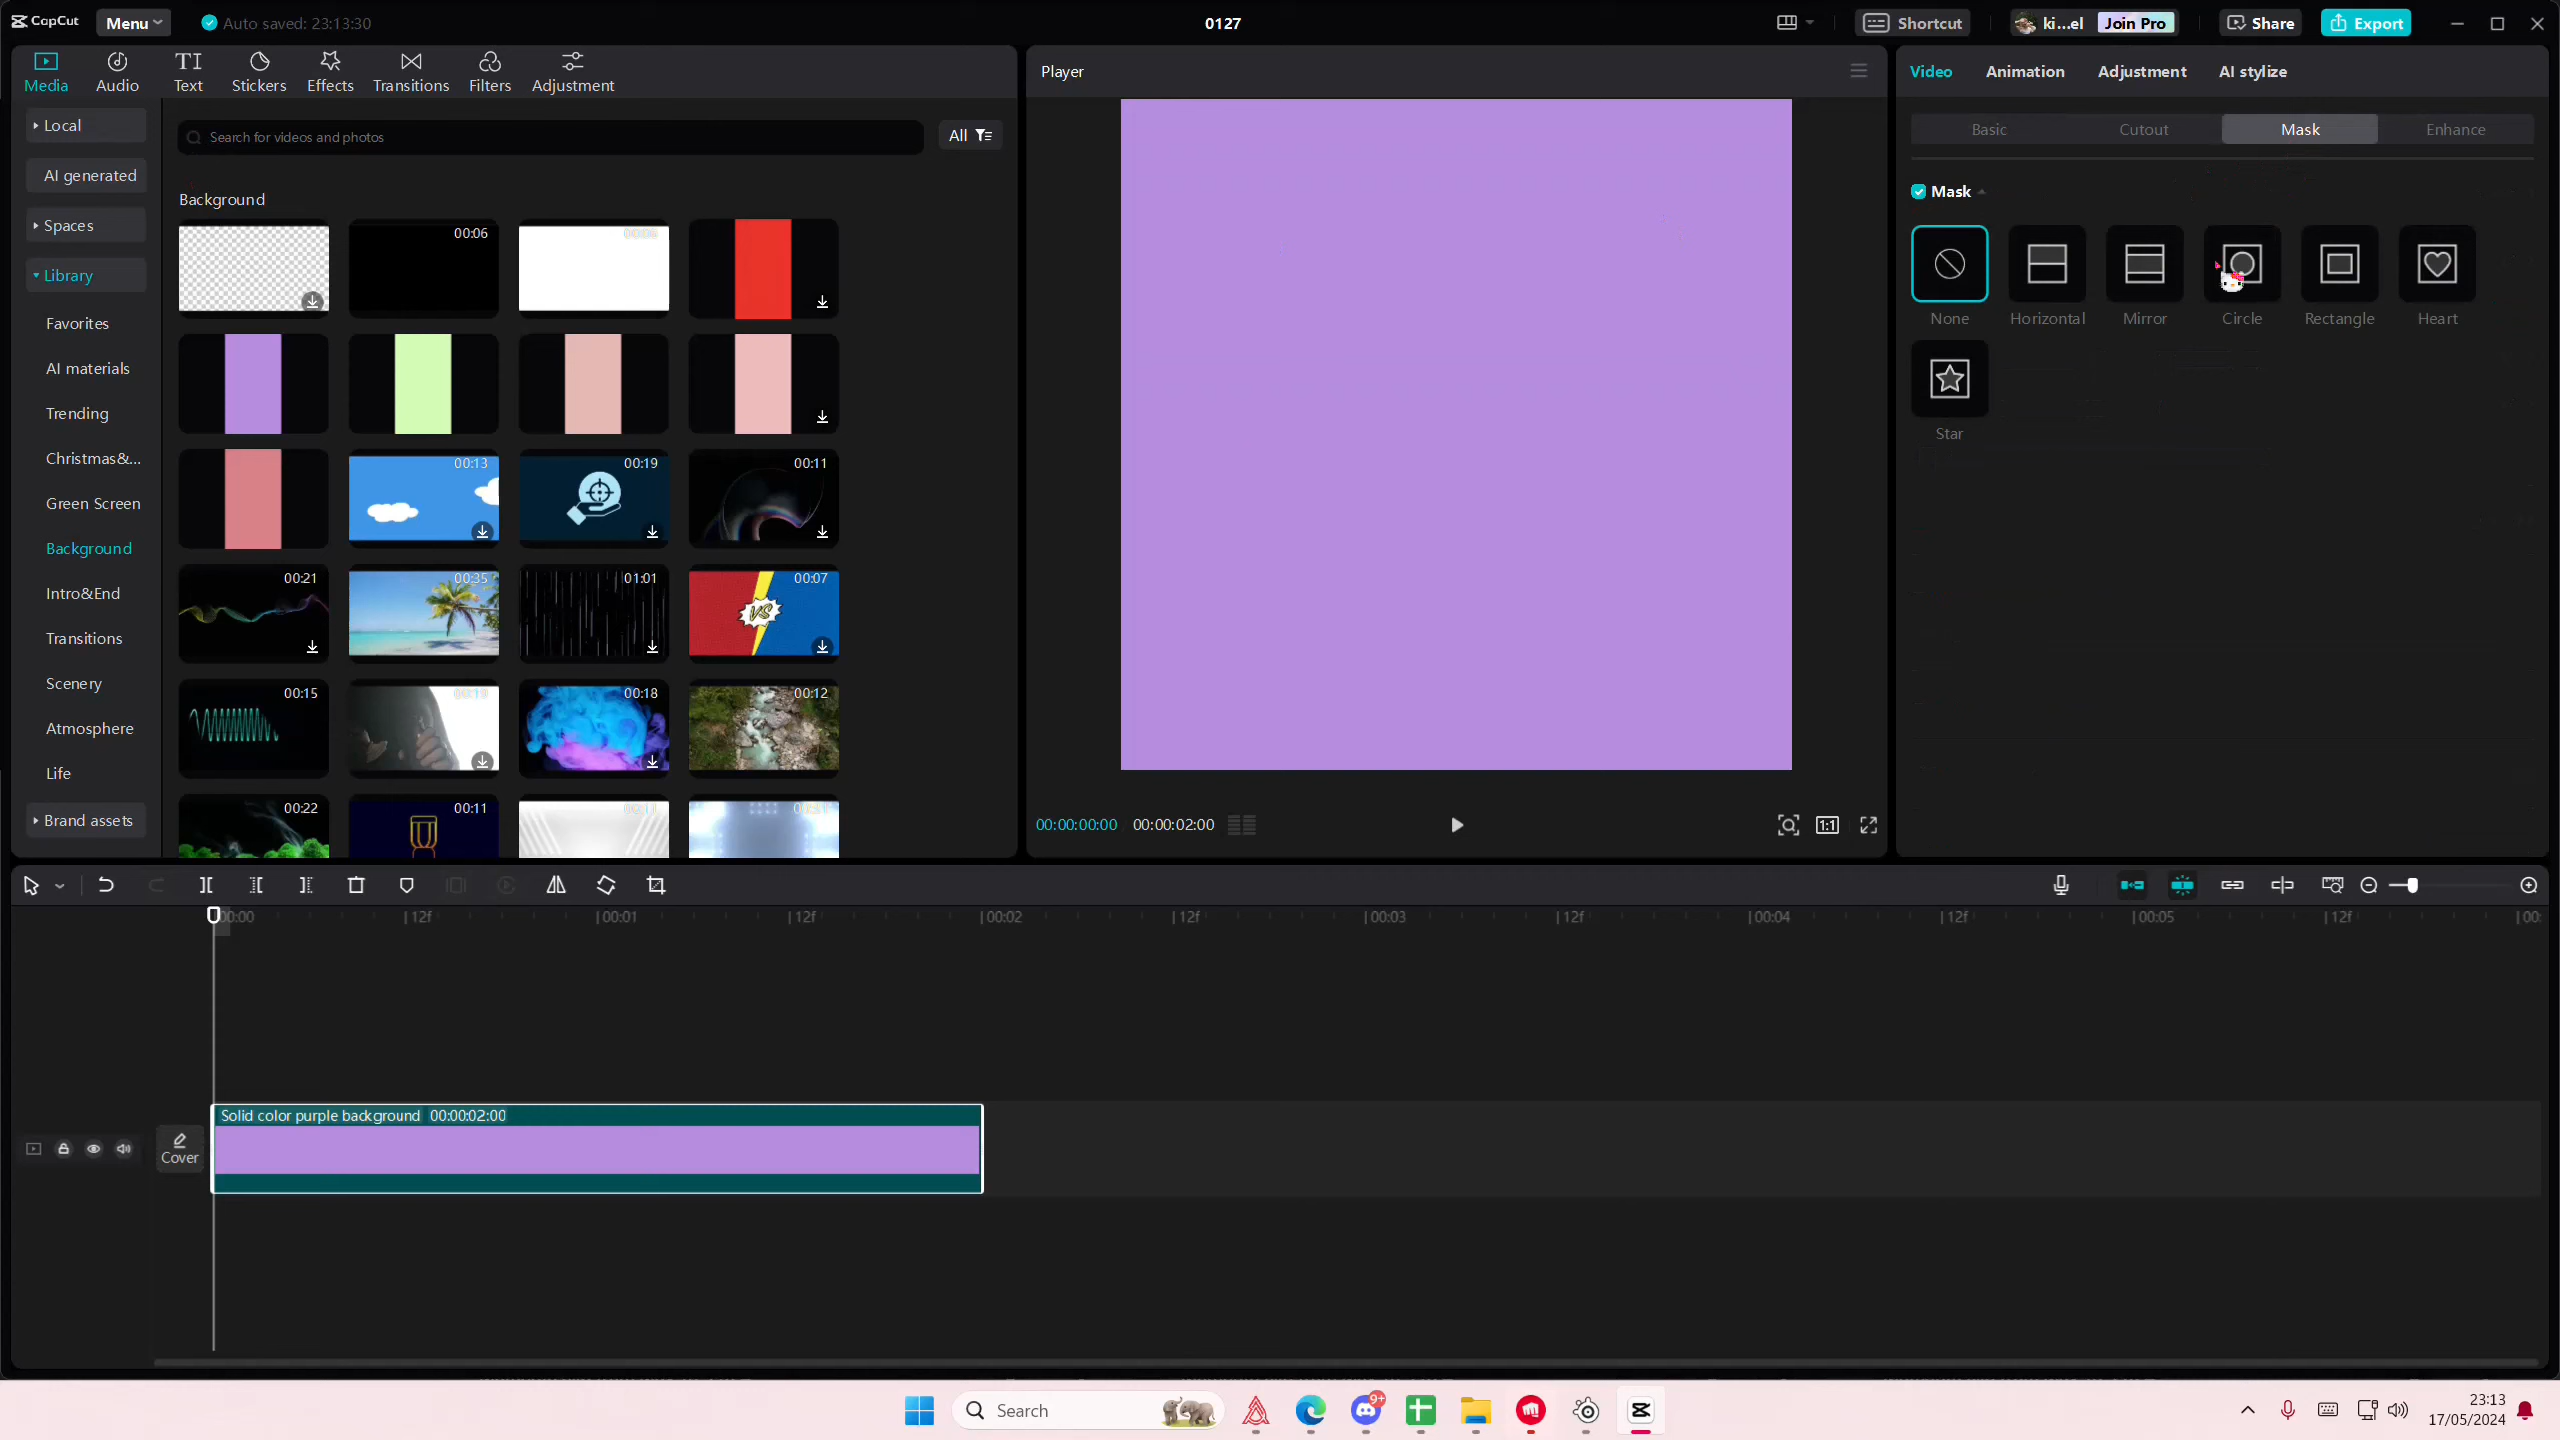 CapCut
Menu
Auto saved: 23:13:30
0127
Shortcut
ki...el
Join Pro
Share
Export
Media
Audio
TI
Text
Stickers
Effects
Transitions
Filters
Adjustment
Player
Video
Animation
Adjustment
AI stylize
Local
AI generated
Spaces
Library
Favorites
AI materials
Trending
Christmas&...
Green Screen
Background
Intro&End
Transitions
Scenery
Atmosphere
Life
Brand assets
Search for videos and photos
All
Background
00:06
00:13
00:19
00:11
00:21
00:35
01:01
00:07
VS
00:15
00:18
00:12
00:22
00:11
00:00:00:00
00:00:02:00
1:1
Basic
Cutout
Mask
Enhance
Mask
None
Horizontal
Mirror
Circle
Rectangle
Heart
Star
00:00
12f
00:01
12f
00:02
12f
00:03
12f
00:04
12f
00:05
12f
00:
Solid color purple background 00:00:02:00
Cover
Search
9+
23:13
17/05/2024